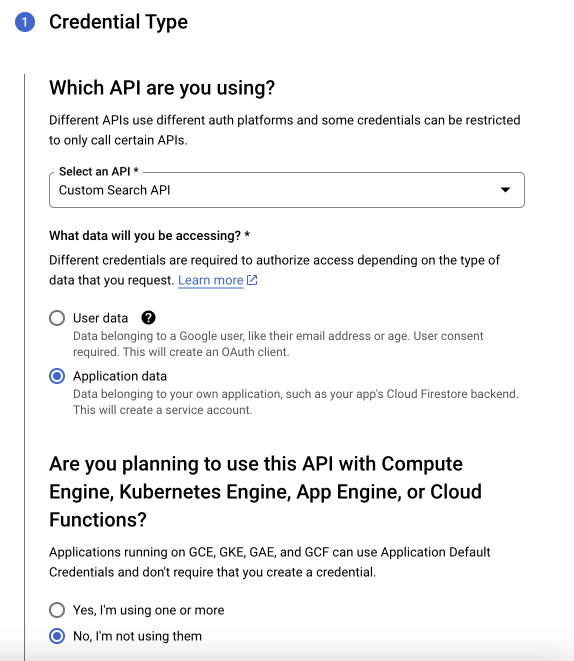 1 Credential Type
Which API are you using?
Different APIs use different auth platforms and some credentials can be restricted
to only call certain APIs.
Select an API *
Custom Search API
What data will you be accessing? *
Different credentials are required to authorize access depending on the type of
data that you request. Learn more
User data ?
Data belonging to a Google user, like their email address or age. User consent
required. This will create an OAuth client.
Application data
Data belonging to your own application, such as your app's Cloud Firestore backend.
This will create a service account.
Are you planning to use this API with Compute
Engine, Kubernetes Engine, App Engine, or Cloud
Functions?
Applications running on GCE, GKE, GAE, and GCF can use Application Default
Credentials and don't require that you create a credential.
Yes, I'm using one or more
No, I'm not using them